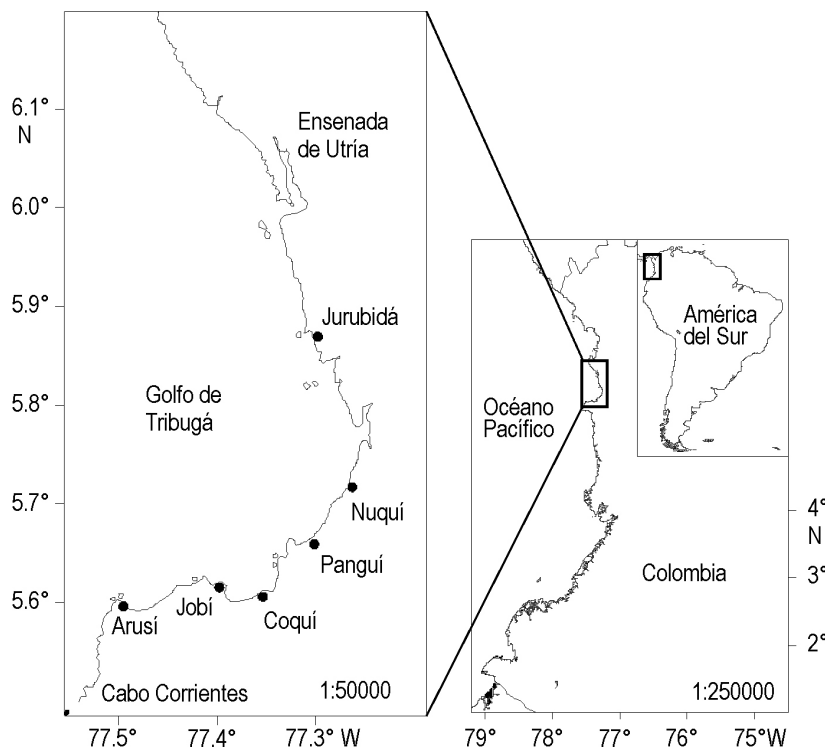 6.1°
N
6.0°
5.9°
5.8°
5.7°
5.6°
Ensenada
de Utría
Jurubidá
Golfo de
Tribugá
Nuquí
Panguí
Jobí
Coquí
Arusí
Cabo Corrientes
1:50000
77.5°
77.4°
77.3° W
América
del Sur
Océano
Pacífico
Colombia
4°
N
3°
2°
1:250000
79°
78°
77°
76°
75°W